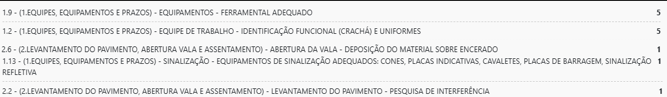 1.9 - (1.EQUIPES, EQUIPAMENTOS E PRAZOS) - EQUIPAMENTOS - FERRAMENTAL ADEQUADO 5
1.2 - (1.EQUIPES, EQUIPAMENTOS E PRAZOS) - EQUIPE DE TRABALHO - IDENTIFICAÇÃO FUNCIONAL (CRACHÁ) E UNIFORMES 5
2.6 - (2.LEVANTAMENTO DO PAVIMENTO, ABERTURA VALA E ASSENTAMENTO) - ABERTURA DA VALA - DEPOSIÇÃO DO MATERIAL SOBRE ENCERADO 1
1.13 - (1.EQUIPES, EQUIPAMENTOS E PRAZOS) - SINALIZAÇÃO - EQUIPAMENTOS DE SINALIZAÇÃO ADEQUADOS: CONES, PLACAS INDICATIVAS, CAVALETES, PLACAS DE BARRAGEM, SINALIZAÇÃO 1
REFLETIVA
2.2 - (2.LEVANTAMENTO DO PAVIMENTO, ABERTURA VALA E ASSENTAMENTO) - LEVANTAMENTO DO PAVIMENTO - PESQUISA DE INTERFERÊNCIA 1